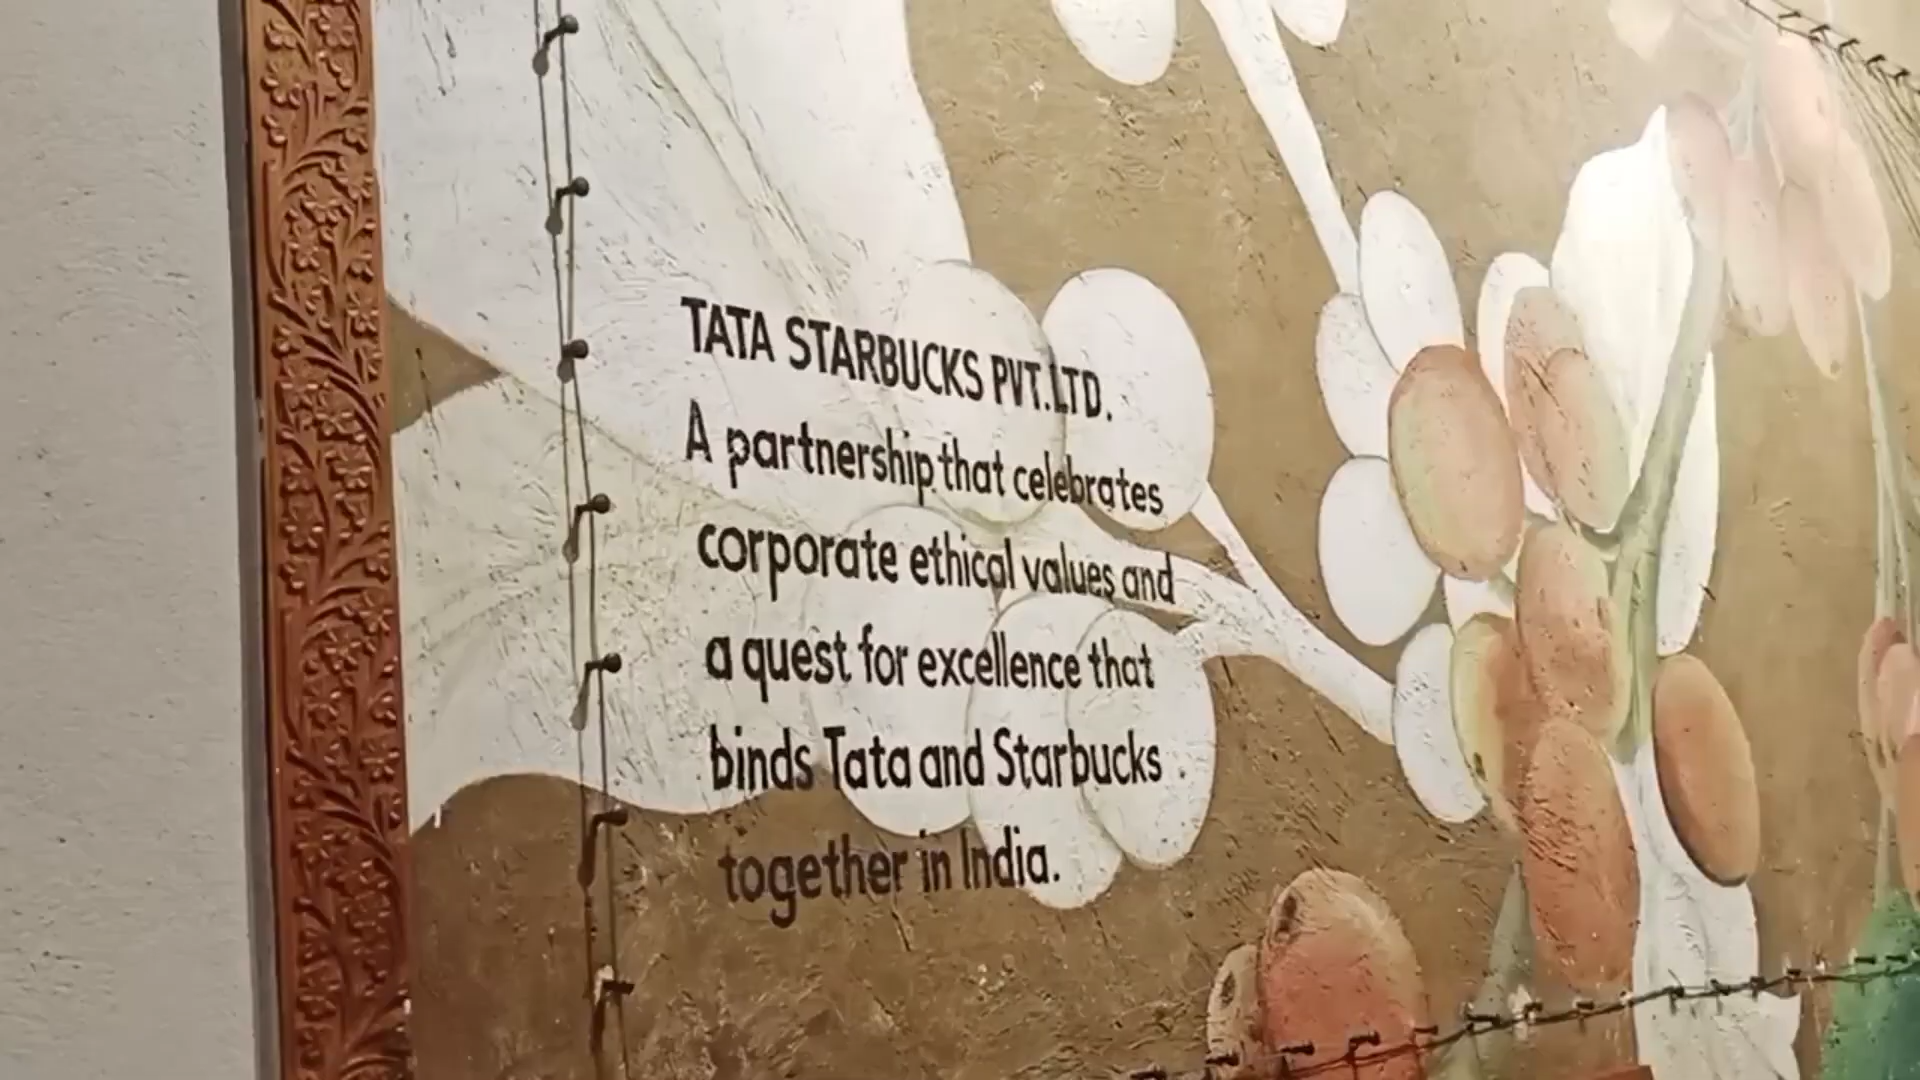 TATA STARBUCKS PVT.LTD.
A partnership that celebrates
corporate ethical values and
a quest for excellence that
binds Tata and Starbucks
together in India.